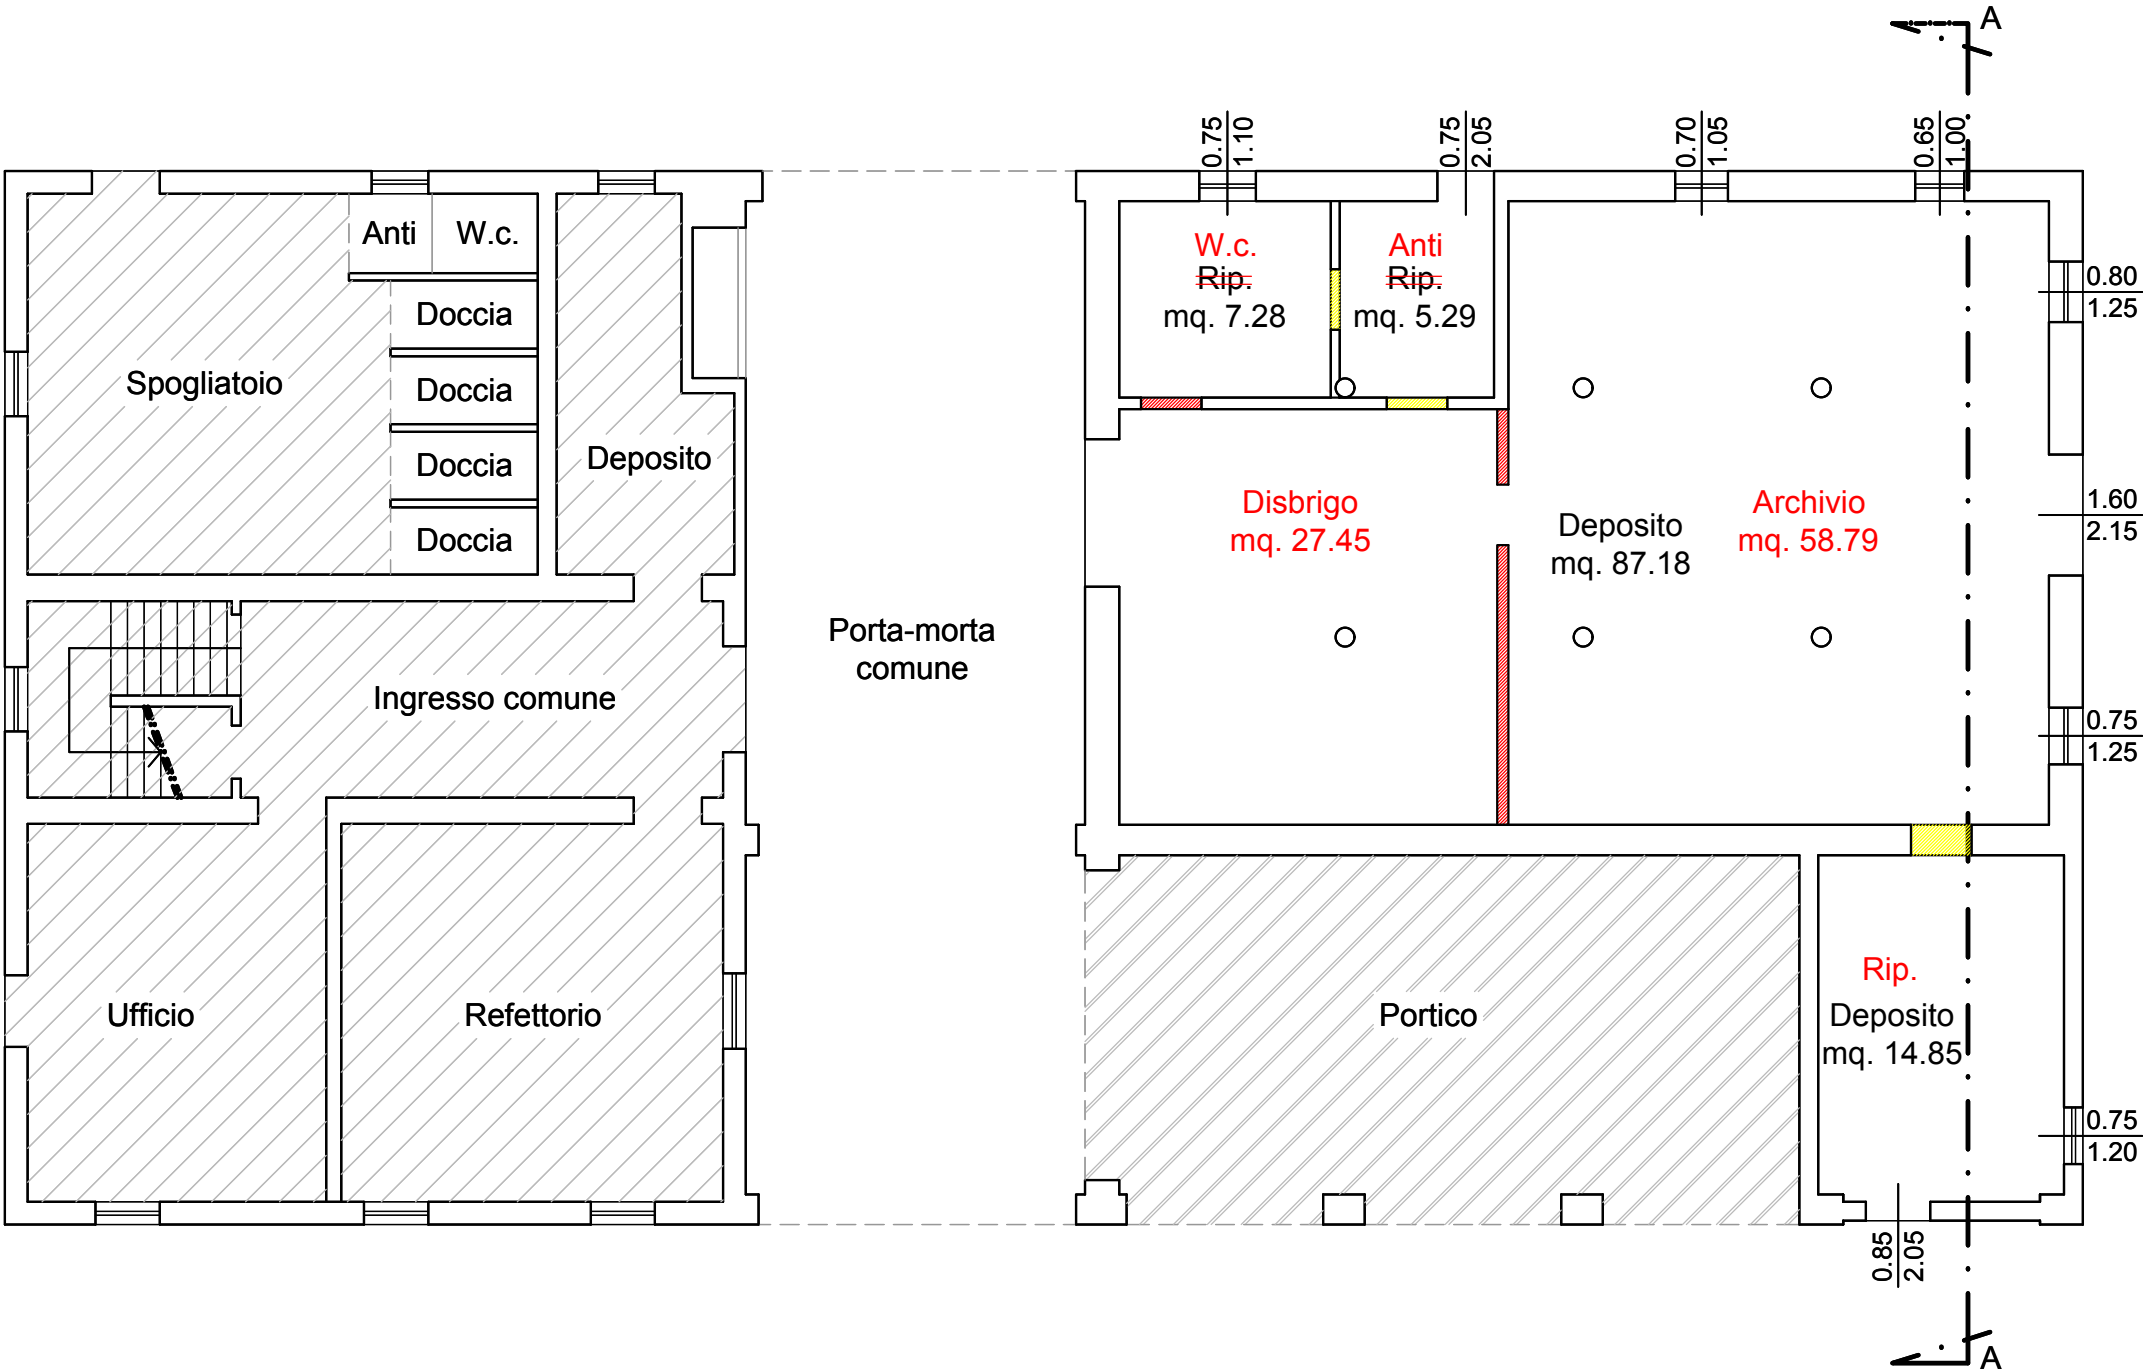 A
0.75
1.10
0.75
2.05
0.70
1.05
0.65
1.00
Anti
W.c.
Doccia
Doccia
Doccia
Doccia
Spogliatoio
Deposito
Ingresso comune
Ufficio
Refettorio
Porta-morta
comune
W.c.
Rip.
mq. 7.28
Anti
Rip.
mq. 5.29
Disbrigo
mq. 27.45
Deposito
mq. 87.18
Archivio
mq. 58.79
0.80
1.25
1.60
2.15
0.75
1.25
Portico
Rip.
Deposito
mq. 14.85
0.75
1.20
0.85
2.05
A